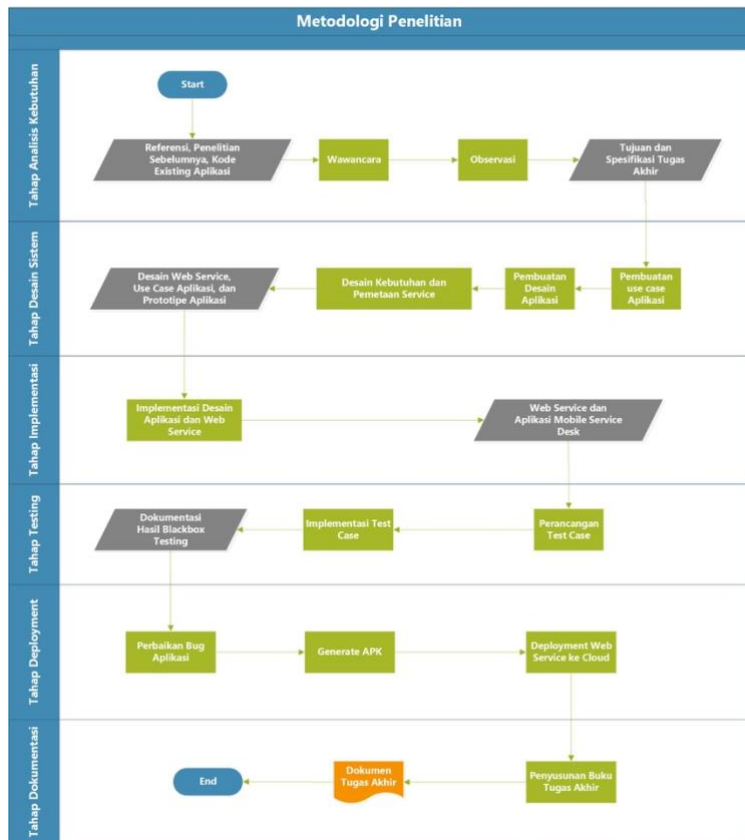 Metodologi Penelitian
Tahap Analisis Kebutuhan
Start
Referensi, Penelitian
Sebelumnya, Kode
Existing Aplikasi
Wawancara
Observasi
Tujuan dan
Spesifikasi Tugas
Akhir
Tahap Desain Sistem
Pembuatan
use case
Aplikasi
Pembuatan
Desain
Aplikasi
Desain Kebutuhan dan
Pemetaan Service
Desain Web Service,
Use Case Aplikasi, dan
Prototipe Aplikasi
Tahap Implementasi
Implementasi Desain
Aplikasi dan Web
Service
Web Service dan
Aplikasi Mobile Service
Desk
Tahap Testing
Perancangan
Test Case
Implementasi Test
Case
Dokumentasi
Hasil Blackbox
Testing
Tahap Deployment
Perbaikan Bug
Aplikasi
Generate APK
Deployment Web
Service ke Cloud
Tahap Dokumentasi
Penyusunan Buku
Tugas Akhir
Dokumen
Tugas Akhir
End